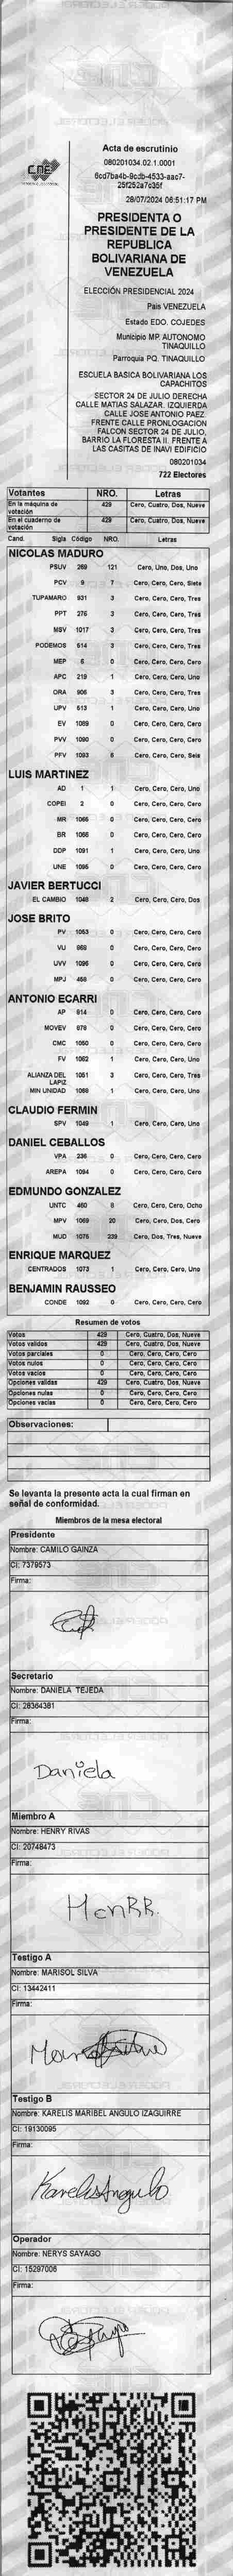 CNE
Acta de escrutinio
080201034.02.1.0001
6cd7ba4b-9cdb-4533-aac7-
25f252a7c35f
28/07/2024 06:51:17 PM
PRESIDENTA O
PRESIDENTE DE LA
REPUBLICA
BOLIVARIANA DE
VENEZUELA
ELECCIÓN PRESIDENCIAL 2024
País VENEZUELA
Estado EDO. COJEDES
Municipio MP. AUTONOMO
TINAQUILLO
Parroquia PQ. TINAQUILLO
ESCUELA BASICA BOLIVARIANA LOS
CAPACHITOS
SECTOR 24 DE JULIO DERECHA
CALLE MATIAS SALAZAR. IZQUIERDA
CALLE JOSE ANTONIO PAEZ.
FRENTE CALLE PRONLOGACION
FALCON SECTOR 24 DE JULIO,
BARRIO LA FLORESTA II. FRENTE A
LAS CASITAS DE INAVI EDIFICIO
080201034
722 Electores
Votantes NRO. Letras
En la máquina de votación 429 Cero, Cuatro, Dos, Nueve
En el cuaderno de votación 429 Cero, Cuatro, Dos, Nueve
Cand. Sigla Código NRO. Letras
NICOLAS MADURO
PSUV 269 121 Cero, Uno, Dos, Uno
PCV 9 7 Cero, Cero, Cero, Siete
TUPAMARO 931 3 Cero, Cero, Cero, Tres
PPT 276 3 Cero, Cero, Cero, Tres
MSV 1017 3 Cero, Cero, Cero, Tres
PODEMOS 514 3 Cero, Cero, Cero, Tres
MEP 6 0 Cero, Cero, Cero, Cero
APC 219 1 Cero, Cero, Cero, Uno
ORA 906 3 Cero, Cero, Cero, Tres
UPV 513 1 Cero, Cero, Cero, Uno
EV 1089 0 Cero, Cero, Cero, Cero
PVV 1090 0 Cero, Cero, Cero, Cero
PFV 1093 6 Cero, Cero, Cero, Seis
LUIS MARTINEZ
AD 1 1 Cero, Cero, Cero, Uno
COPEI 2 0 Cero, Cero, Cero, Cero
MR 1066 0 Cero, Cero, Cero, Cero
BR 1056 0 Cero, Cero, Cero, Cero
DDP 1091 1 Cero, Cero, Cero, Uno
UNE 1095 0 Cero, Cero, Cero, Cero
JAVIER BERTUCCI
EL CAMBIO 1048 2 Cero, Cero, Cero, Dos
JOSE BRITO
PV 1053 0 Cero, Cero, Cero, Cero
VU 969 0 Cero, Cero, Cero, Cero
UVV 1096 0 Cero, Cero, Cero, Cero
MPJ 458 0 Cero, Cero, Cero, Cero
ANTONIO ECARRI
AP 914 0 Cero, Cero, Cero, Cero
MOVEV 979 0 Cero, Cero, Cero, Cero
CMC 1050 0 Cero, Cero, Cero, Cero
FV 1062 1 Cero, Cero, Cero, Uno
ALIANZA DEL LAPIZ 1051 3 Cero, Cero, Cero, Tres
MIN UNIDAD 1088 1 Cero, Cero, Cero, Uno
CLAUDIO FERMIN
SPV 1049 1 Cero, Cero, Cero, Uno
DANIEL CEBALLOS
VPA 236 0 Cero, Cero, Cero, Cero
AREPA 1094 0 Cero, Cero, Cero, Cero
EDMUNDO GONZALEZ
UNTC 450 8 Cero, Cero, Cero, Ocho
MPV 1069 20 Cero, Cero, Dos, Cero
MUD 1075 239 Cero, Dos, Tres, Nueve
ENRIQUE MARQUEZ
CENTRADOS 1073 1 Cero, Cero, Cero, Uno
BENJAMIN RAUSSEO
CONDE 1092 0 Cero, Cero, Cero, Cero
Resumen de votos
Votos 429 Cero, Cuatro, Dos, Nueve
Votos validos 429 Cero, Cuatro, Dos, Nueve
Votos parciales 0 Cero, Cero, Cero, Cero
Votos nulos 0 Cero, Cero, Cero, Cero
Votos vacios 0 Cero, Cero, Cero, Cero
Opciones validas 429 Cero, Cuatro, Dos, Nueve
Opciones nulas 0 Cero, Cero, Cero, Cero
Opciones vacias 0 Cero, Cero, Cero, Cero
Observaciones:
Se levanta la presente acta la cual firman en
señal de conformidad.
Miembros de la mesa electoral
Presidente
Nombre: CAMILO GAINZA
CI: 7379573
Firma:
Secretario
Nombre: DANIELA TEJEDA
CI: 28364381
Firma:
Daniela
Miembro A
Nombre: HENRY RIVAS
CI: 20748473
Firma:
HenRR.
Testigo A
Nombre: MARISOL SILVA
CI: 13442411
Firma:
Testigo B
Nombre: KARELIS MARIBEL ANGULO IZAGUIRRE
CI: 19130095
Firma:
KarelisAngulo
Operador
Nombre: NERYS SAYAGO
CI: 15297006
Firma: